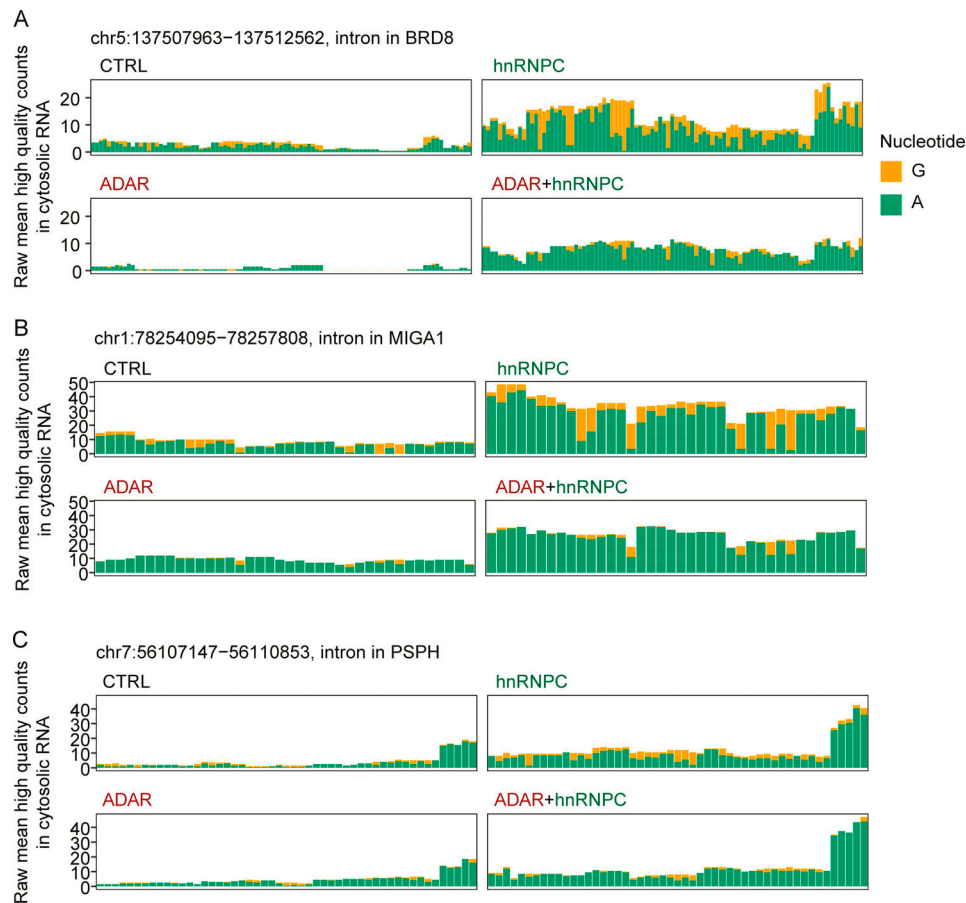 A
chr5:137507963−137512562, intron in BRD8
Raw mean high quality counts
in cytosolic RNA
CTRL
hnRNPC
20
10
0
ADAR
ADAR+hnRNPC
20
10
0
Nucleotide
G
A
B
chr1:78254095−78257808, intron in MIGA1
Raw mean high quality counts
in cytosolic RNA
CTRL
hnRNPC
50
40
30
20
10
0
ADAR
ADAR+hnRNPC
50
40
30
20
10
0
C
chr7:56107147−56110853, intron in PSPH
Raw mean high quality counts
in cytosolic RNA
CTRL
hnRNPC
40
30
20
10
0
ADAR
ADAR+hnRNPC
40
30
20
10
0